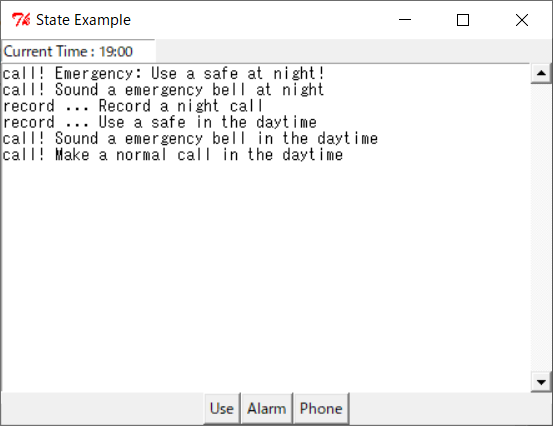 State Example
Current Time : 19:00
call! Emergency: Use a safe at night!
call! Sound a emergency bell at night
record ... Record a night call
record ... Use a safe in the daytime
call! Sound a emergency bell in the daytime
call! Make a normal call in the daytime
Use Alarm Phone